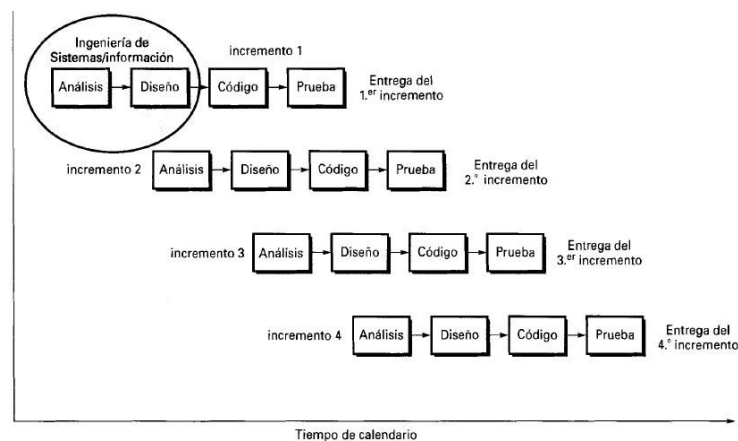 Ingeniería de
Sistemas/información
incremento 1
Análisis
Diseño
Código
Prueba
Entrega del
1.er incremento
incremento 2
Análisis
Diseño
Código
Prueba
Entrega del
2.° incremento
incremento 3
Análisis
Diseño
Código
Prueba
Entrega del
3.er incremento
incremento 4
Análisis
Diseño
Código
Prueba
Entrega del
4.° incremento
Tiempo de calendario